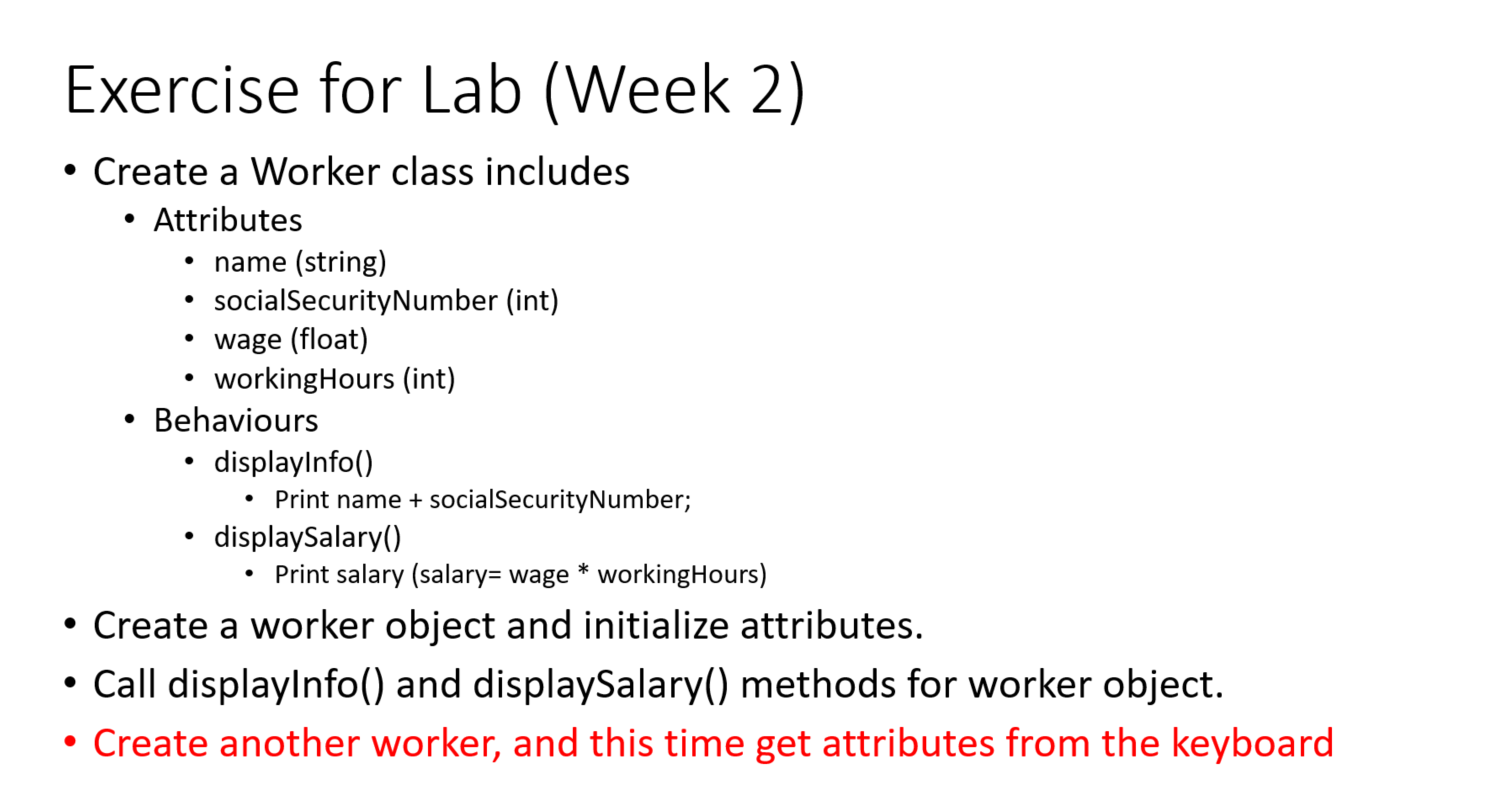 Exercise for Lab (Week 2)
• Create a Worker class includes
• Attributes
• name (string)
• socialSecurityNumber (int)
• wage (float)
• workingHours (int)
• Behaviours
• displayInfo()
• Print name + socialSecurityNumber;
• displaySalary()
• Print salary (salary= wage * workingHours)
• Create a worker object and initialize attributes.
• Call displayInfo() and displaySalary() methods for worker object.
• Create another worker, and this time get attributes from the keyboard